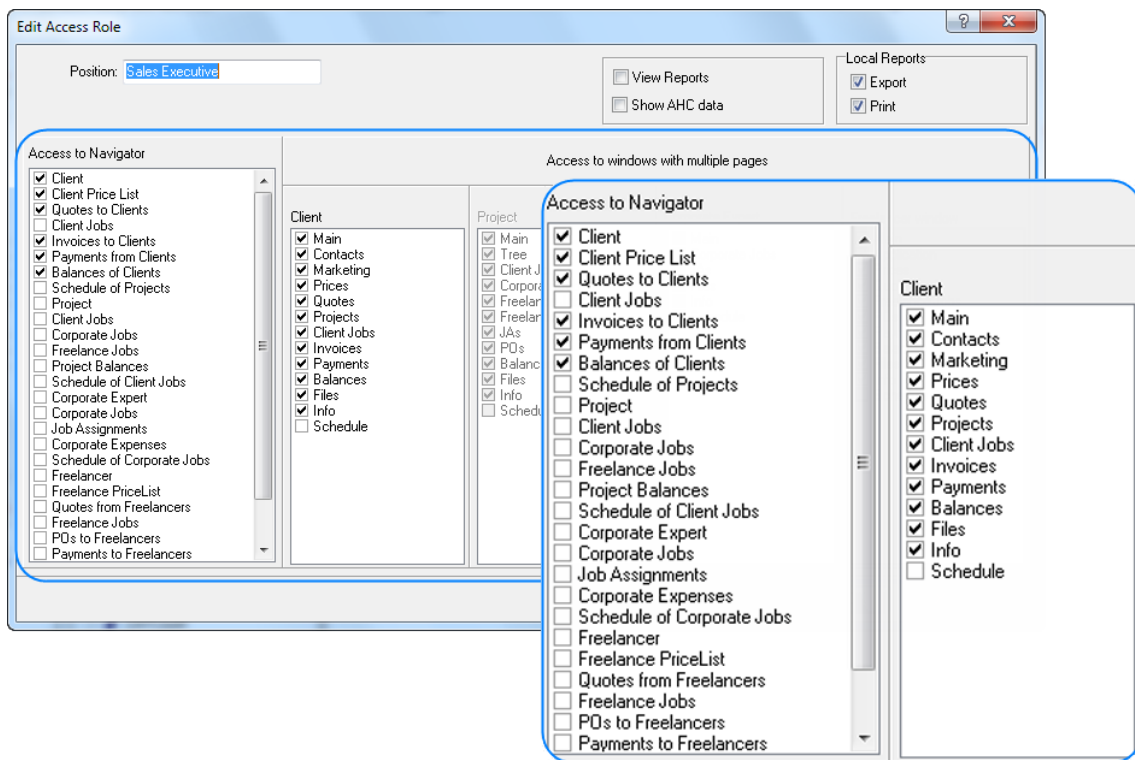 Edit Access Role
Position: Sales Executive
View Reports
Show AHC data
Local Reports
Export
Print
Access to Navigator
Client
Client Price List
Quotes to Clients
Client Jobs
Invoices to Clients
Payments from Clients
Balances of Clients
Schedule of Projects
Project
Client Jobs
Corporate Jobs
Freelance Jobs
Project Balances
Schedule of Client Jobs
Corporate Expert
Corporate Jobs
Job Assignments
Corporate Expenses
Schedule of Corporate Jobs
Freelancer
Freelance PriceList
Quotes from Freelancers
Freelance Jobs
POs to Freelancers
Payments to Freelancers
Access to windows with multiple pages
Client
Main
Contacts
Marketing
Prices
Quotes
Projects
Client Jobs
Invoices
Payments
Balances
Files
Info
Schedule
Project
Main
Tree
Client J
Corpora
Freelan
Freelan
JAs
POs
Balanc
Files
Info
Schedu
Access to Navigator
Client
Client Price List
Quotes to Clients
Client Jobs
Invoices to Clients
Payments from Clients
Balances of Clients
Schedule of Projects
Project
Client Jobs
Corporate Jobs
Freelance Jobs
Project Balances
Schedule of Client Jobs
Corporate Expert
Corporate Jobs
Job Assignments
Corporate Expenses
Schedule of Corporate Jobs
Freelancer
Freelance PriceList
Quotes from Freelancers
Freelance Jobs
POs to Freelancers
Payments to Freelancers
Client
Main
Contacts
Marketing
Prices
Quotes
Projects
Client Jobs
Invoices
Payments
Balances
Files
Info
Schedule